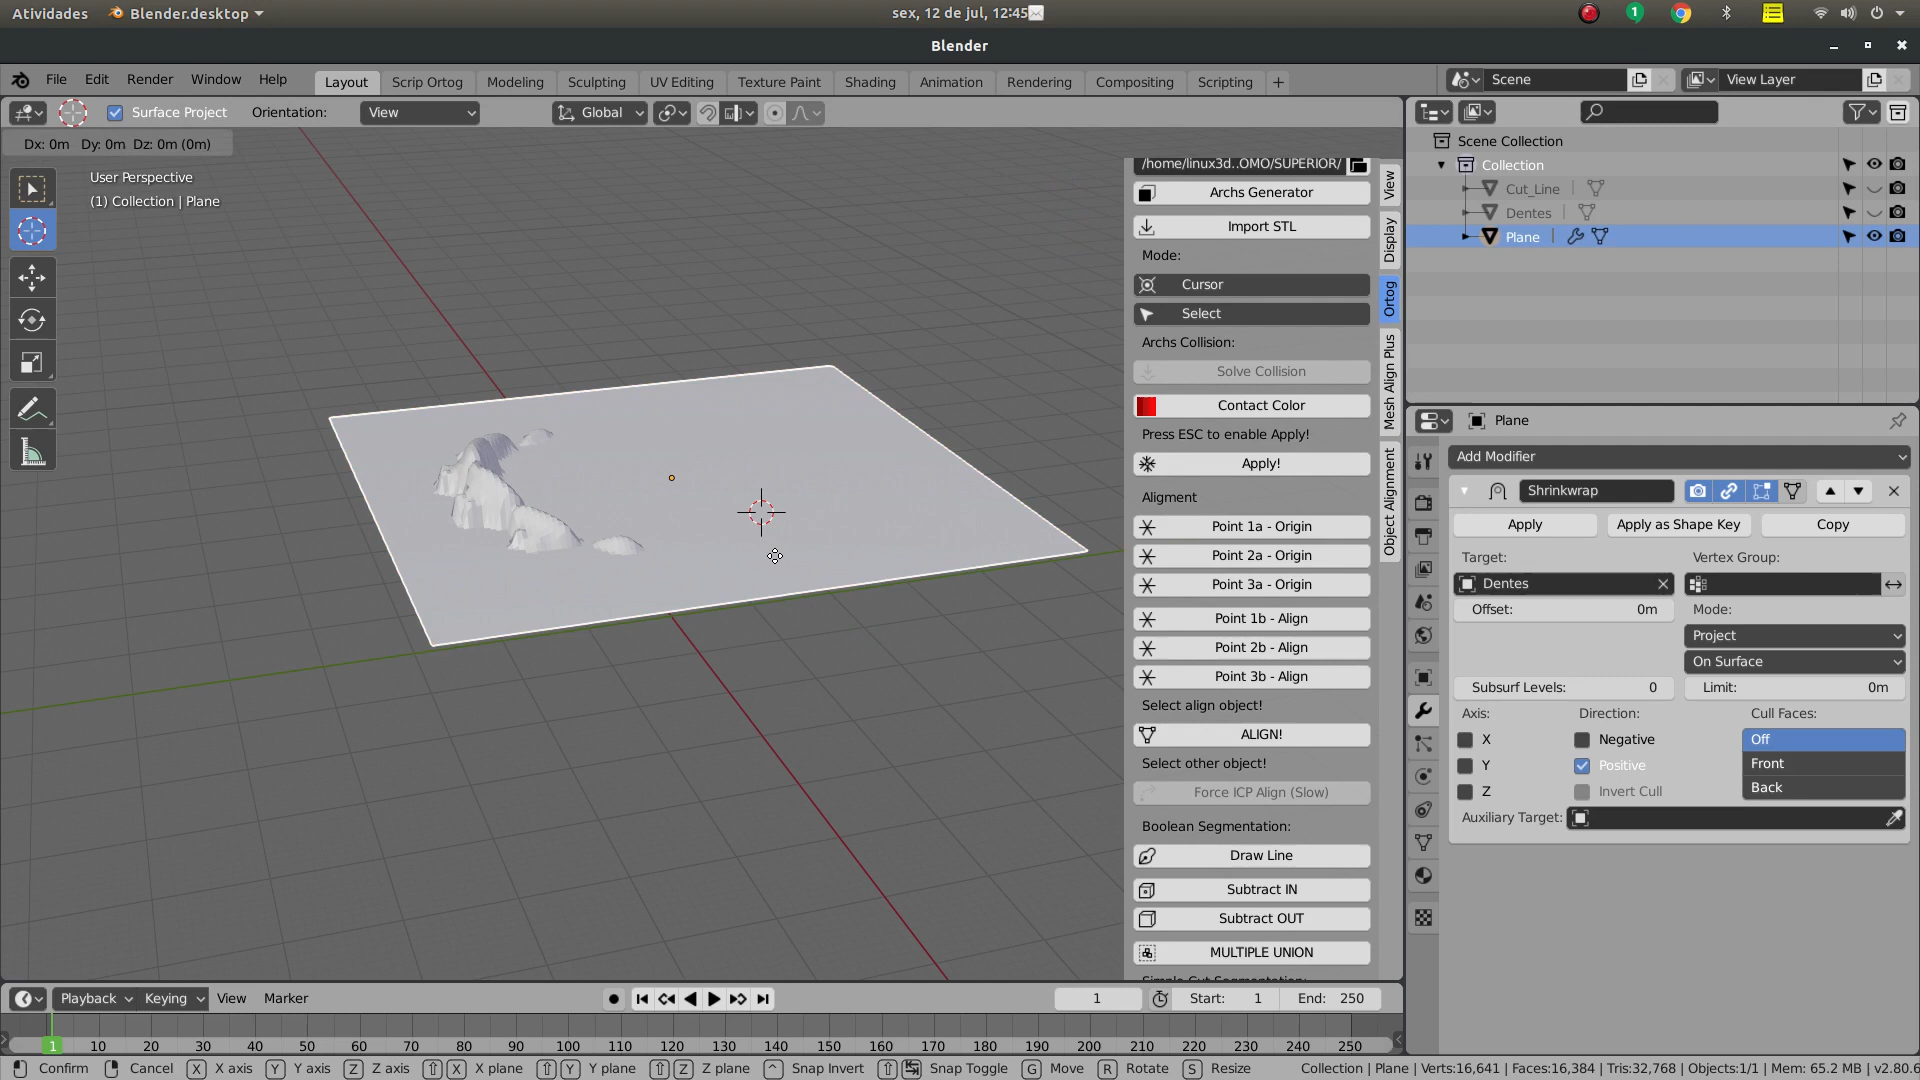 Atividades Blender.desktop sex, 12 de jul, 12:45 1
Blender
File Edit Render Window Help Layout Scrip Ortog Modeling Sculpting UV Editing Texture Paint Shading Animation Rendering Compositing Scripting + Scene View Layer
Surface Project Orientation: View Global
Dx: 0m Dy: 0m Dz: 0m (0m)
User Perspective
(1) Collection | Plane
/home/linux3d..OMO/SUPERIOR/
Archs Generator
Import STL
Mode:
Cursor
Select
Archs Collision:
Solve Collision
Contact Color
Press ESC to enable Apply!
Apply!
Aligment
Point 1a - Origin
Point 2a - Origin
Point 3a - Origin
Point 1b - Align
Point 2b - Align
Point 3b - Align
Select align object!
ALIGN!
Select other object!
Force ICP Align (Slow)
Boolean Segmentation:
Draw Line
Subtract IN
Subtract OUT
MULTIPLE UNION
View
Display
Ortog
Mesh Align Plus
Object Alignment
Scene Collection
Collection
Cut_Line
Dentes
Plane
Plane
Add Modifier
Shrinkwrap
Apply Apply as Shape Key Copy
Target: Vertex Group:
Dentes
Offset: 0m Mode:
Project
On Surface
Subsurf Levels: 0 Limit: 0m
Axis: Direction: Cull Faces:
X Negative Off
Y Positive Front
Z Invert Cull Back
Auxiliary Target:
Playback Keying View Marker 1 Start: 1 End: 250
1 10 20 30 40 50 60 70 80 90 100 110 120 130 140 150 160 170 180 190 200 210 220 230 240 250
Confirm Cancel X X axis Y Y axis Z Z axis X X plane Y Y plane Z Z plane ^ Snap Invert Snap Toggle G Move R Rotate S Resize Collection | Plane | Verts:16,641 | Faces:16,384 | Tris:32,768 | Objects:1/1 | Mem: 65.2 MB | v2.80.6